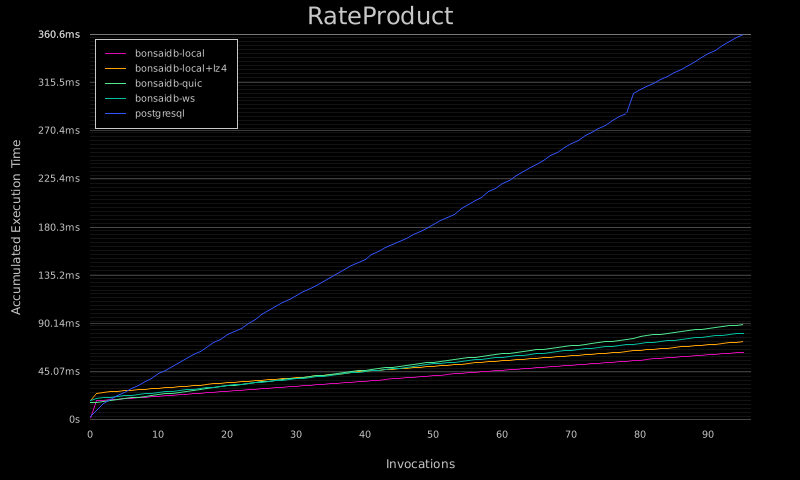 RateProduct
360.6ms
315.5ms
270.4ms
225.4ms
180.3ms
135.2ms
90.14ms
45.07ms
0s
bonsaidb-local
bonsaidb-local+lz4
bonsaidb-quic
bonsaidb-ws
postgresql
Accumulated Execution Time
0 10 20 30 40 50 60 70 80 90
Invocations